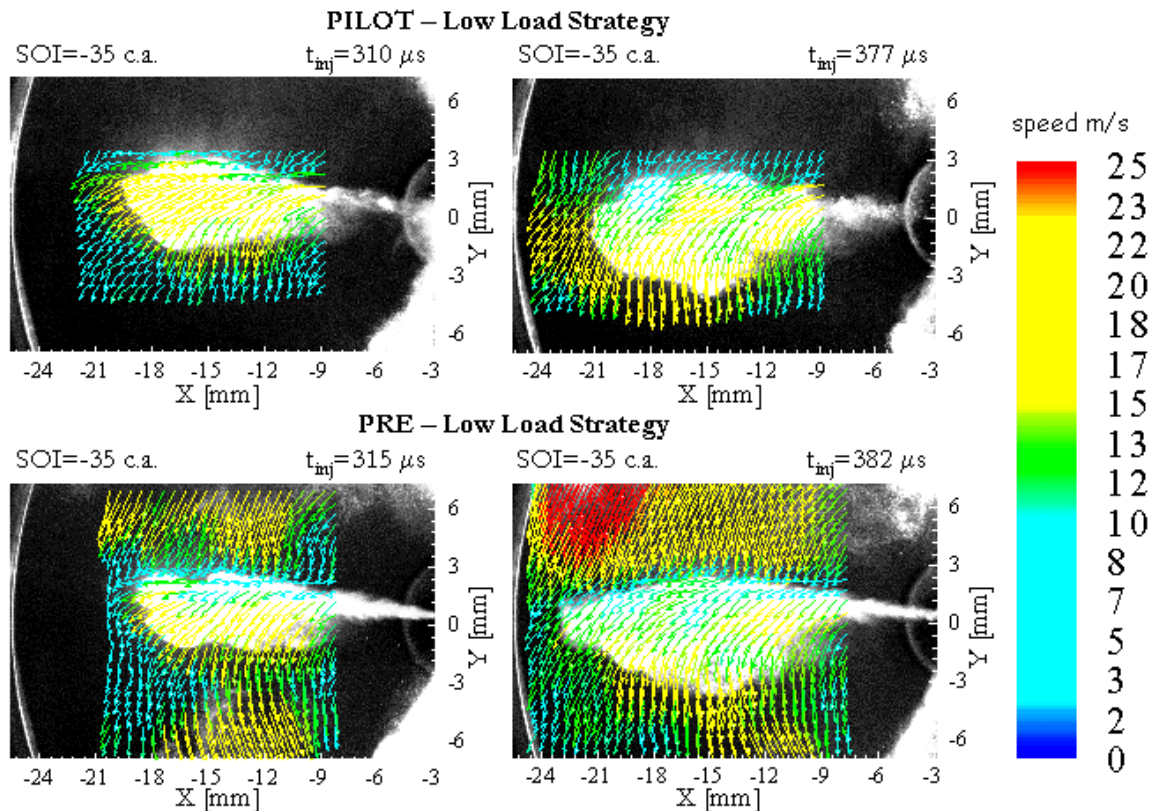 PILOT – Low Load Strategy
SOI=-35 c.a. t_inj=310 μs
SOI=-35 c.a. t_inj=377 μs
6
3
0
-3
-6
Y [mm]
-24 -21 -18 -15 -12 -9 -6 -3
X [mm]
6
3
0
-3
-6
Y [mm]
-24 -21 -18 -15 -12 -9 -6 -3
X [mm]
PRE – Low Load Strategy
SOI=-35 c.a. t_inj=315 μs
SOI=-35 c.a. t_inj=382 μs
6
3
0
-3
-6
Y [mm]
-24 -21 -18 -15 -12 -9 -6 -3
X [mm]
6
3
0
-3
-6
Y [mm]
-24 -21 -18 -15 -12 -9 -6 -3
X [mm]
speed m/s
25
23
22
20
18
17
15
13
12
10
8
7
5
3
2
0